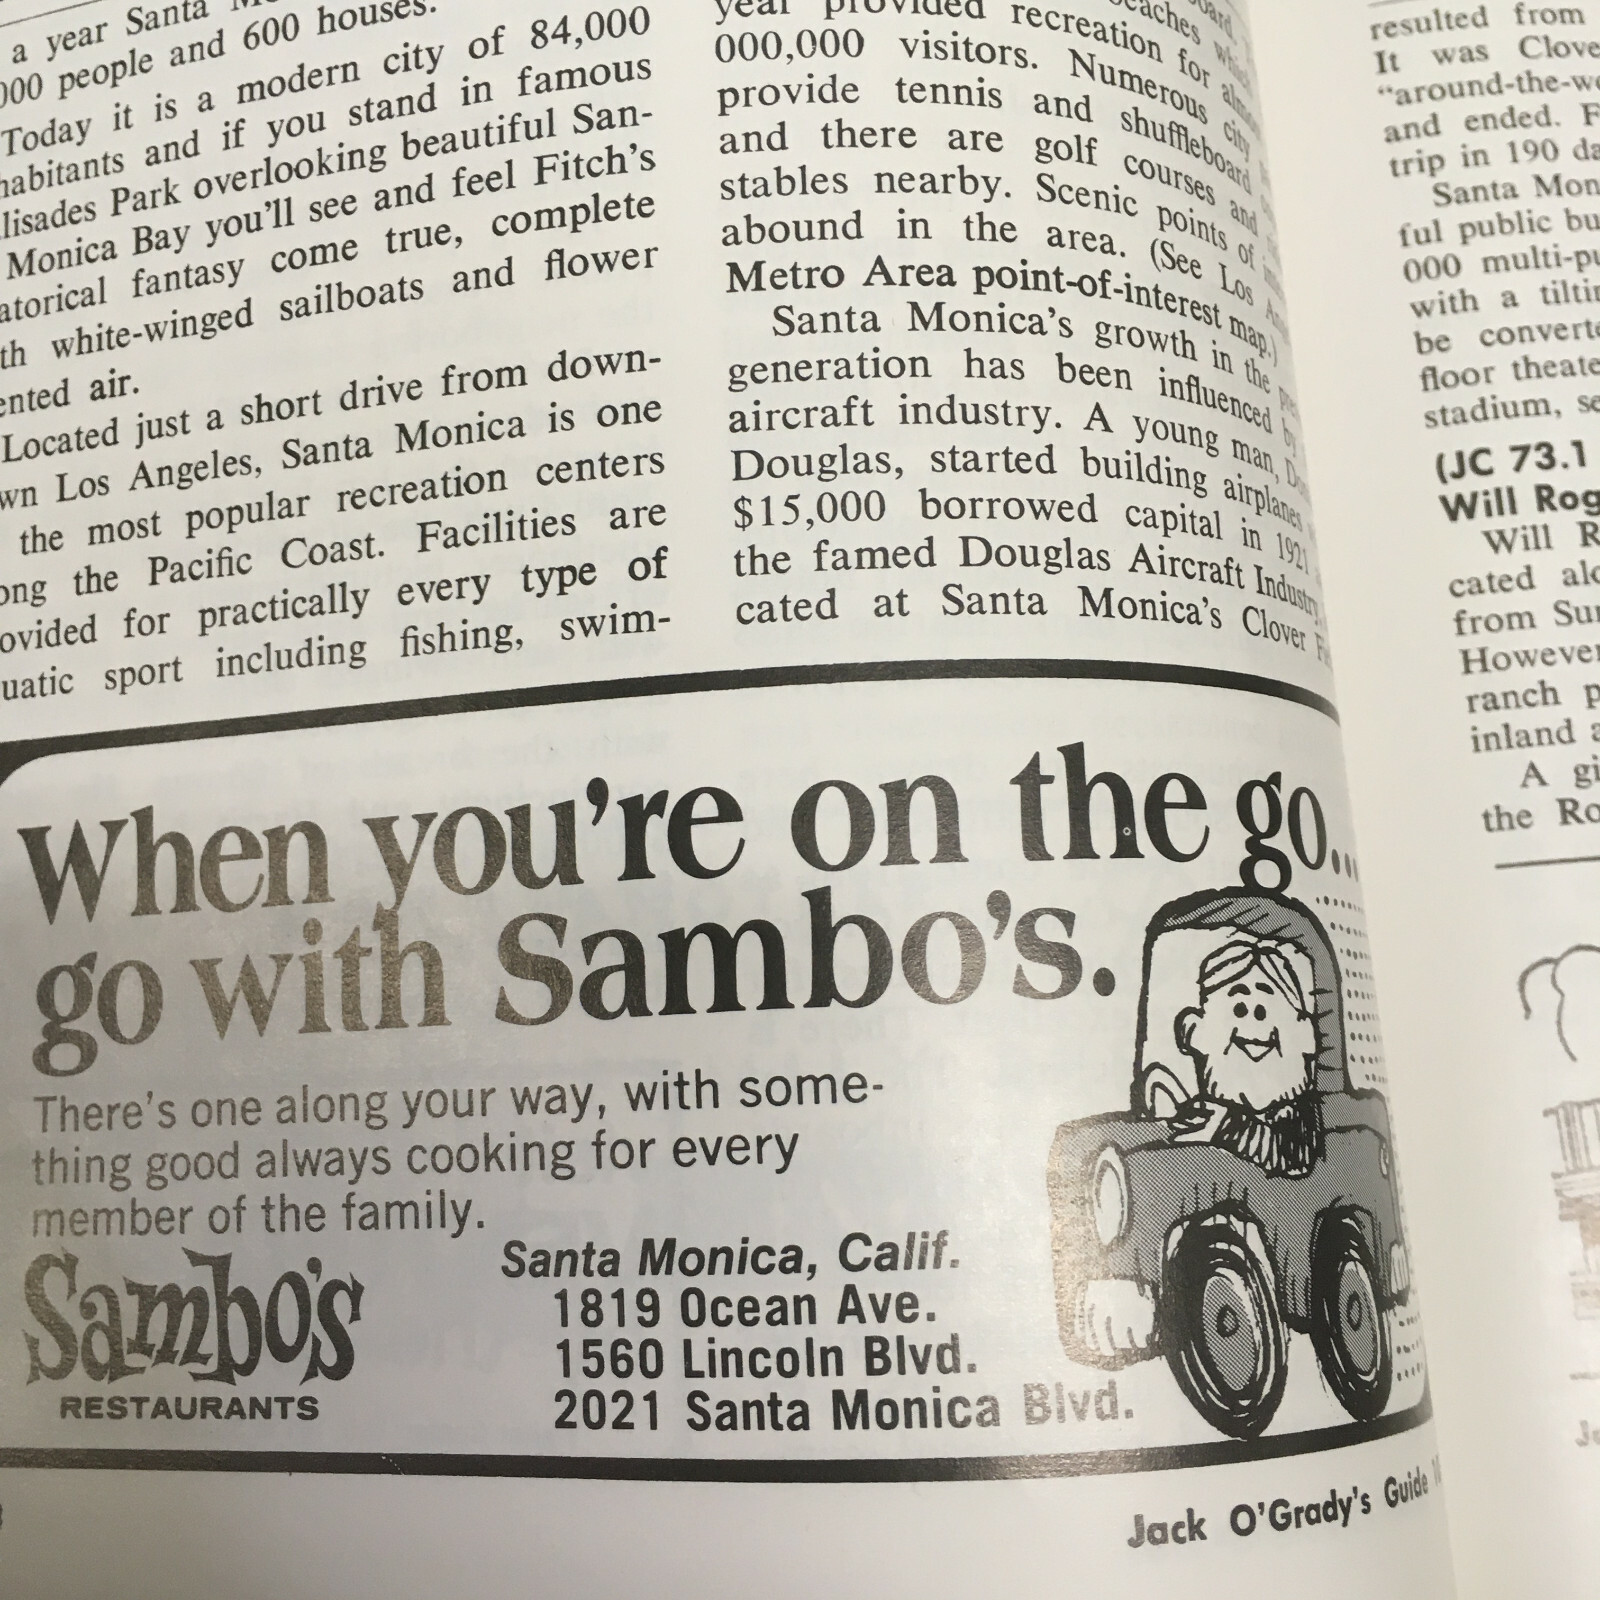 a year Santa
000 people and 600 houses.
Today it is a modern city of 84,000
habitants and if you stand in famous
lisades Park overlooking beautiful San-
Monica Bay you'll see and feel Fitch's
atorical fantasy come true, complete
th white-winged sailboats and flower
ented air.
Located just a short drive from down-
wn Los Angeles, Santa Monica is one
the most popular recreation centers
ong the Pacific Coast. Facilities are
ovided for practically every type of
uatic sport including fishing, swim-
year provided recreation for
000,000 visitors. Numerous city
provide tennis and shuffleboard
and there are golf courses and
stables nearby. Scenic points of
abound in the area. (See Los
Metro Area point-of-interest map.)
Santa Monica's growth in the
generation has been influenced by
aircraft industry. A young man,
Douglas, started building airplanes
$15,000 borrowed capital in 1921
the famed Douglas Aircraft Industry,
cated at Santa Monica's Clover
resulted from
It was Clove
"around-the-wo
and ended. F
trip in 190 da
Santa Mon
ful public bu
000 multi-pu
with a tiltin
be converte
floor theate
stadium, se
(JC 73.1
Will Rog
Will R
cated alo
from Sun
However
ranch p
inland a
A gi
the Ro
When you're on the go...
go with Sambo's.
There's one along your way, with some-
thing good always cooking for every
member of the family.
Sambo's
RESTAURANTS
Santa Monica, Calif.
1819 Ocean Ave.
1560 Lincoln Blvd.
2021 Santa Monica Blvd.
Jack O'Grady's Guide